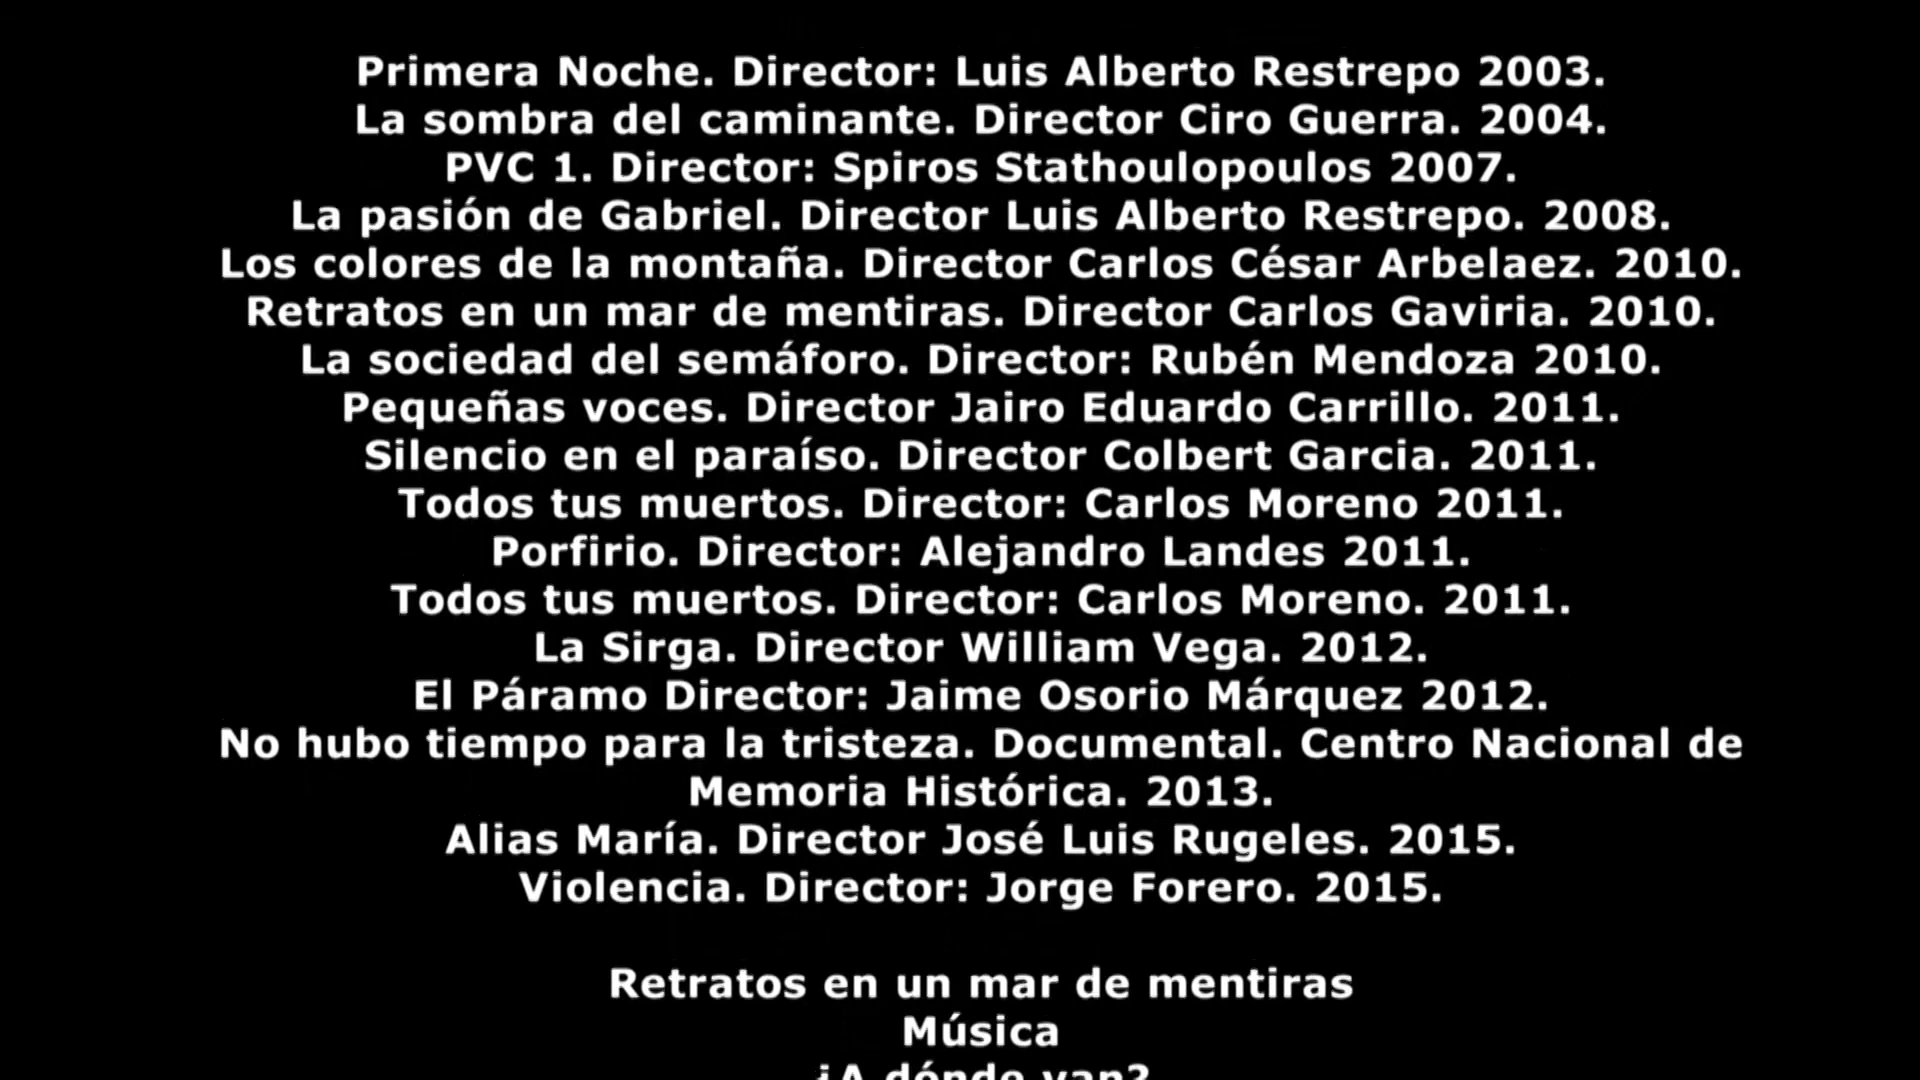 Primera Noche. Director: Luis Alberto Restrepo 2003.
La sombra del caminante. Director Ciro Guerra. 2004.
PVC 1. Director: Spiros Stathoulopoulos 2007.
La pasión de Gabriel. Director Luis Alberto Restrepo. 2008.
Los colores de la montaña. Director Carlos César Arbelaez. 2010.
Retratos en un mar de mentiras. Director Carlos Gaviria. 2010.
La sociedad del semáforo. Director: Rubén Mendoza 2010.
Pequeñas voces. Director Jairo Eduardo Carrillo. 2011.
Silencio en el paraíso. Director Colbert Garcia. 2011.
Todos tus muertos. Director: Carlos Moreno 2011.
Porfirio. Director: Alejandro Landes 2011.
Todos tus muertos. Director: Carlos Moreno. 2011.
La Sirga. Director William Vega. 2012.
El Páramo Director: Jaime Osorio Márquez 2012.
No hubo tiempo para la tristeza. Documental. Centro Nacional de
Memoria Histórica. 2013.
Alias María. Director José Luis Rugeles. 2015.
Violencia. Director: Jorge Forero. 2015.
Retratos en un mar de mentiras
Música
¿A dónde van?